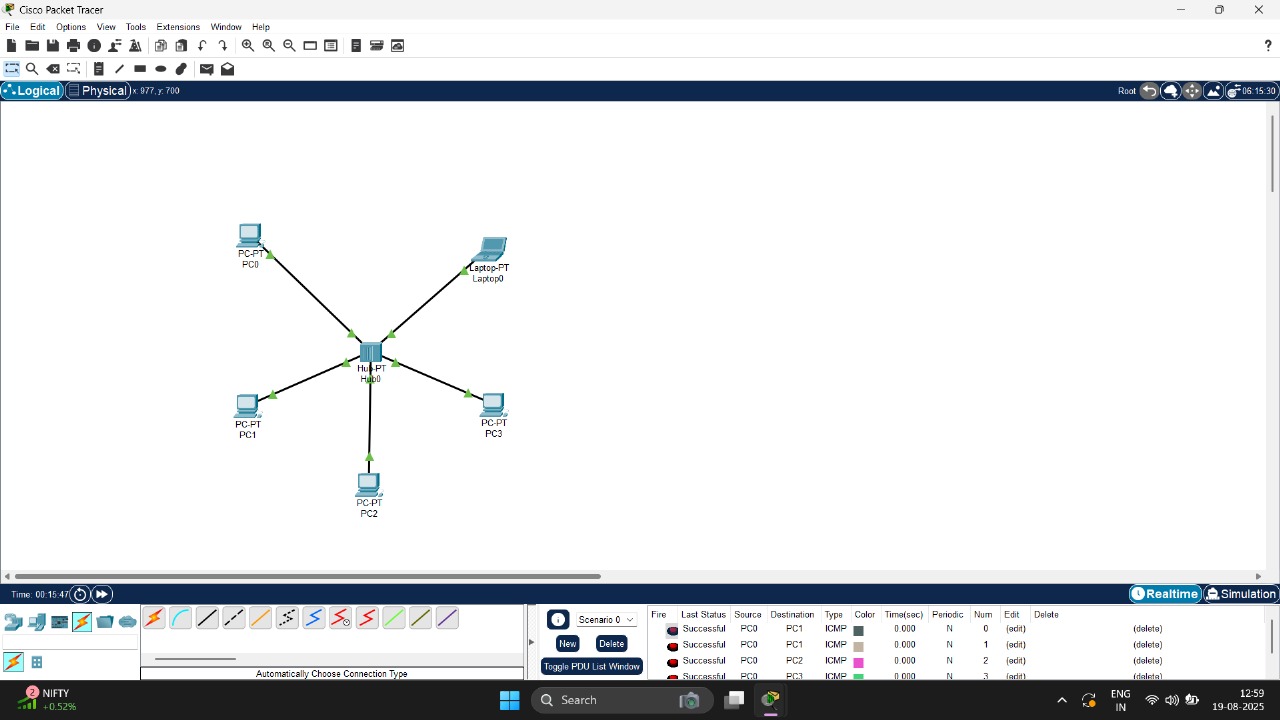 Cisco Packet Tracer
File Edit Options View Tools Extensions Window Help
?
Logical Physical x: 977, y: 700 Root 06:15:30
PC-PT
PC0
Laptop-PT
Laptop0
Hub-PT
Hub0
PC-PT
PC1
PC-PT
PC3
PC-PT
PC2
Time: 00:15:47 Realtime Simulation
Scenario 0
New Delete
Toggle PDU List Window
Automatically Choose Connection Type
Fire Last Status Source Destination Type Color Time(sec) Periodic Num Edit Delete
Successful PC0 PC1 ICMP 0.000 N 0 (edit) (delete)
Successful PC0 PC1 ICMP 0.000 N 1 (edit) (delete)
Successful PC0 PC2 ICMP 0.000 N 2 (edit) (delete)
Successful PC0 PC3 ICMP 0.000 N 3 (edit) (delete)
2
NIFTY
+0.52%
Search
ENG
IN
12:59
19-08-2025